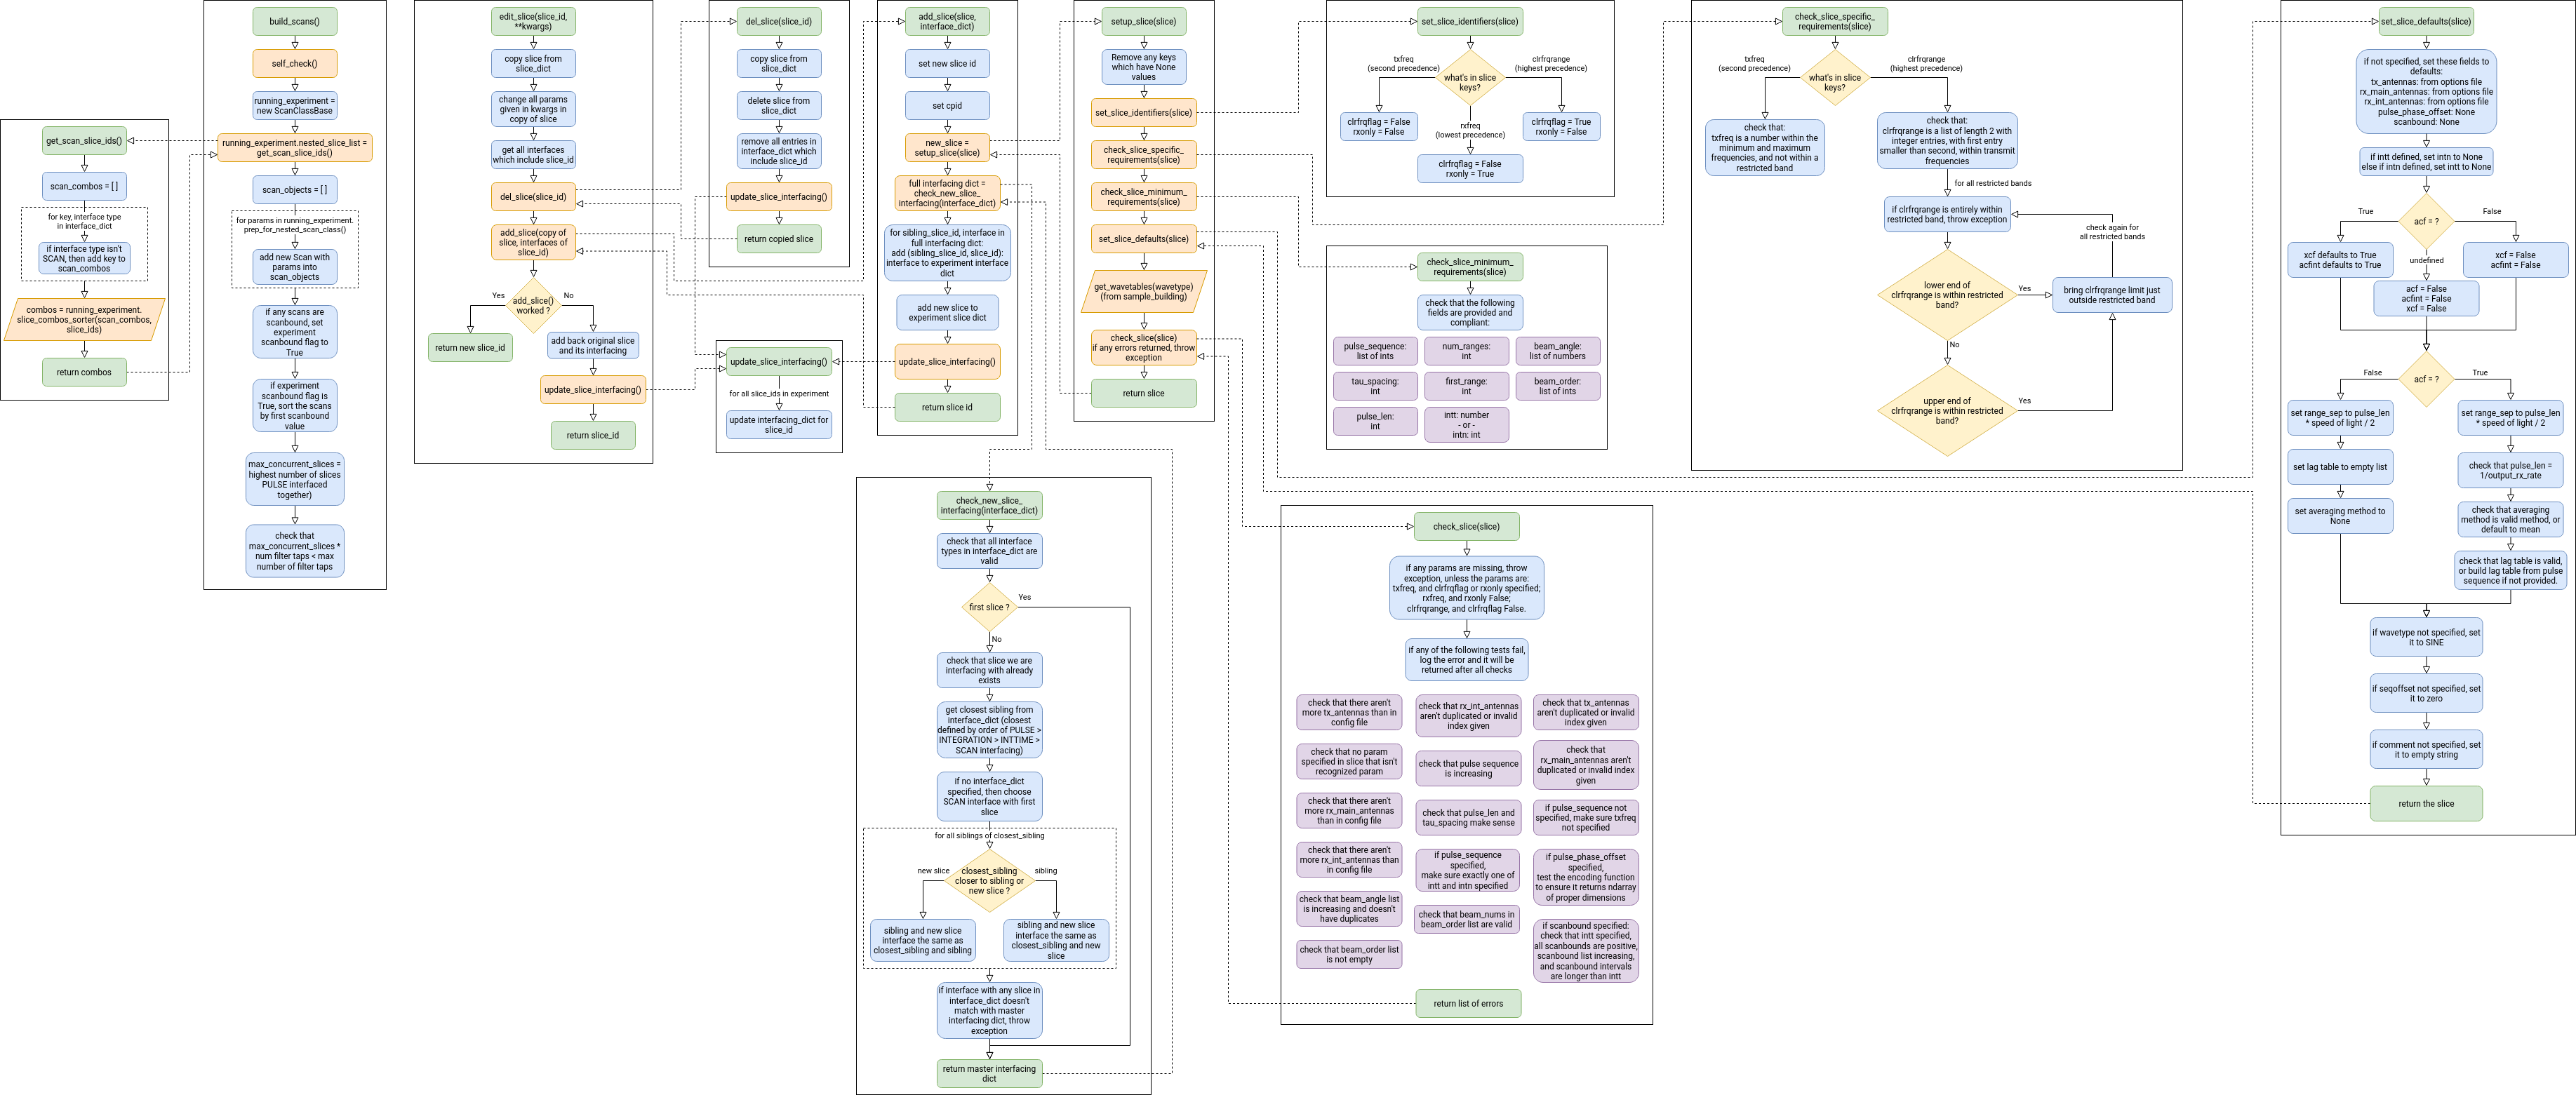 build_scans()
self_check()
running_experiment =
new ScanClassBase
running_experiment.nested_slice_list =
get_scan_slice_ids()
scan_objects = [ ]
for params in running_experiment.
prep_for_nested_scan_class()
add new Scan with
params into
scan_objects
if any scans are
scanbound, set
experiment
scanbound flag to
True
if experiment
scanbound flag is
True, sort the scans
by first scanbound
value
max_concurrent_slices =
highest number of slices
PULSE interfaced
together)
check that
max_concurrent_slices *
num filter taps < max
number of filter taps
get_scan_slice_ids()
scan_combos = [ ]
for key, interface type
in interface_dict
if interface type isn't
SCAN, then add key to
scan_combos
combos = running_experiment.
slice_combos_sorter(scan_combos,
slice_ids)
return combos
edit_slice(slice_id,
**kwargs)
copy slice from
slice_dict
change all params
given in kwargs in
copy of slice
get all interfaces
which include slice_id
del_slice(slice_id)
add_slice(copy of
slice, interfaces of
slice_id)
Yes
add_slice()
worked ?
No
return new slice_id
add back original slice
and its interfacing
update_slice_interfacing()
return slice_id
del_slice(slice_id)
copy slice from
slice_dict
delete slice from
slice_dict
remove all entries in
interface_dict which
include slice_id
update_slice_interfacing()
return copied slice
update_slice_interfacing()
for all slice_ids in experiment
update interfacing_dict for
slice_id
add_slice(slice,
interface_dict)
set new slice id
set cpid
new_slice =
setup_slice(slice)
full interfacing dict =
check_new_slice_
interfacing(interface_dict)
for sibling_slice_id, interface in
full interfacing dict:
add (sibling_slice_id, slice_id):
interface to experiment interface
dict
add new slice to
experiment slice dict
update_slice_interfacing()
return slice id
setup_slice(slice)
Remove any keys
which have None
values
set_slice_identifiers(slice)
check_slice_specific_
requirements(slice)
check_slice_minimum_
requirements(slice)
set_slice_defaults(slice)
get_wavetables(wavetype)
(from sample_building)
check_slice(slice)
if any errors returned, throw
exception
return slice
check_new_slice_
interfacing(interface_dict)
check that all interface
types in interface_dict are
valid
first slice ?
Yes
No
check that slice we are
interfacing with already
exists
get closest sibling from
interface_dict (closest
defined by order of PULSE >
INTEGRATION > INTTIME >
SCAN interfacing)
if no interface_dict
specified, then choose
SCAN interface with first
slice
for all siblings of closest_sibling
new slice
closest_sibling
closer to sibling or
new slice ?
sibling
sibling and new slice
interface the same as
closest_sibling and sibling
sibling and new slice
interface the same as
closest_sibling and new
slice
if interface with any slice in
interface_dict doesn't
match with master
interfacing dict, throw
exception
return master interfacing
dict
set_slice_identifiers(slice)
txfreq
(second precedence)
what's in slice
keys?
clrfrqrange
(highest precedence)
clrfrqflag = False
rxonly = False
rxfreq
(lowest precedence)
clrfrqflag = True
rxonly = False
clrfrqflag = False
rxonly = True
check_slice_minimum_
requirements(slice)
check that the following
fields are provided and
compliant:
pulse_sequence:
list of ints
num_ranges:
int
beam_angle:
list of numbers
tau_spacing:
int
first_range:
int
beam_order:
list of ints
pulse_len:
int
intt: number
- or -
intn: int
check_slice(slice)
if any params are missing, throw
exception, unless the params are:
txfreq, and clrfrqflag or rxonly specified;
rxfreq, and rxonly False;
clrfrqrange, and clrfrqflag False.
if any of the following tests fail,
log the error and it will be
returned after all checks
check that there aren't
more tx_antennas than in
config file
check that rx_int_antennas
aren't duplicated or invalid
index given
check that tx_antennas
aren't duplicated or invalid
index given
check that no param
specified in slice that isn't
recognized param
check that pulse sequence
is increasing
check that
rx_main_antennas aren't
duplicated or invalid index
given
check that there aren't
more rx_main_antennas
than in config file
check that pulse_len and
tau_spacing make sense
if pulse_sequence not
specified, make sure txfreq
not specified
check that there aren't
more rx_int_antennas than
in config file
if pulse_sequence
specified,
make sure exactly one of
intt and intn specified
if pulse_phase_offset
specified,
test the encoding function
to ensure it returns ndarray
of proper dimensions
check that beam_angle list
is increasing and doesn't
have duplicates
check that beam_nums in
beam_order list are valid
check that beam_order list
is not empty
if scanbound specified:
check that intt specified,
all scanbounds are positive,
scanbound list increasing,
and scanbound intervals
are longer than intt
return list of errors
check_slice_specific_
requirements(slice)
txfreq
(second precedence)
what's in slice
keys?
clrfrqrange
(highest precedence)
check that:
txfreq is a number within the
minimum and maximum
frequencies, and not within a
restricted band
check that:
clrfrqrange is a list of length 2 with
integer entries, with first entry
smaller than second, within transmit
frequencies
for all restricted bands
if clrfrqrange is entirely within
restricted band, throw exception
check again for
all restricted bands
lower end of
clrfrqrange is within restricted
band?
Yes
bring clrfrqrange limit just
outside restricted band
No
upper end of
clrfrqrange is within restricted
band?
Yes
set_slice_defaults(slice)
if not specified, set these fields to
defaults:
tx_antennas: from options file
rx_main_antennas: from options file
rx_int_antennas: from options file
pulse_phase_offset: None
scanbound: None
if intt defined, set intn to None
else if intn defined, set intt to None
True
acf = ?
False
xcf defaults to True
acfint defaults to True
undefined
xcf = False
acfint = False
acf = False
acfint = False
xcf = False
False
acf = ?
True
set range_sep to pulse_len
* speed of light / 2
set range_sep to pulse_len
* speed of light / 2
set lag table to empty list
check that pulse_len =
1/output_rx_rate
set averaging method to
None
check that averaging
method is valid method, or
default to mean
check that lag table is valid,
or build lag table from pulse
sequence if not provided.
if wavetype not specified, set
it to SINE
if seqoffset not specified, set
it to zero
if comment not specified, set
it to empty string
return the slice